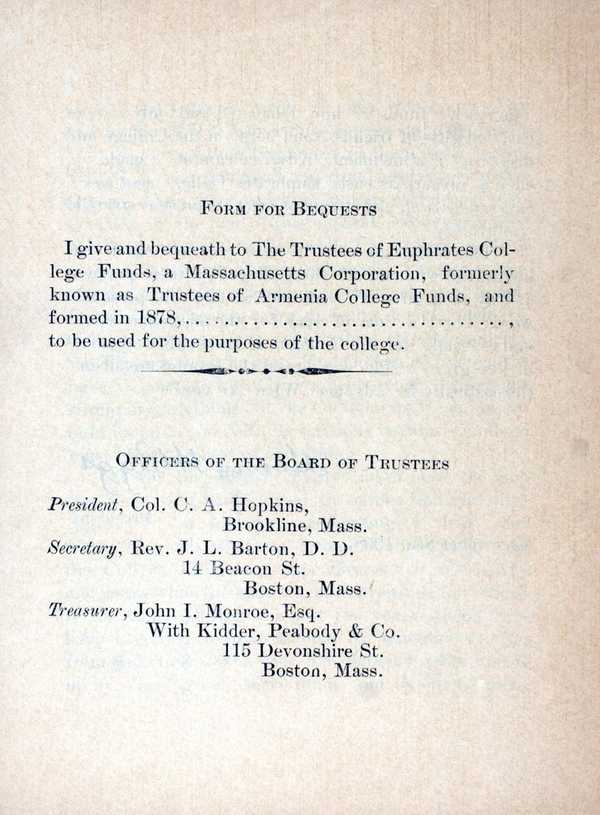 Form for Bequests
I give and bequeath to The Trustees of Euphrates Col-
lege Funds, a Massachusetts Corporation, formerly
known as Trustees of Armenia College Funds, and
formed in 1878,..................................,
to be used for the purposes of the college.
Officers of the Board of Trustees
President, Col. C. A. Hopkins,
Brookline, Mass.
Secretary, Rev. J. L. Barton, D. D.
14 Beacon St.
Boston, Mass.
Treasurer, John I. Monroe, Esq.
With Kidder, Peabody & Co.
115 Devonshire St.
Boston, Mass.